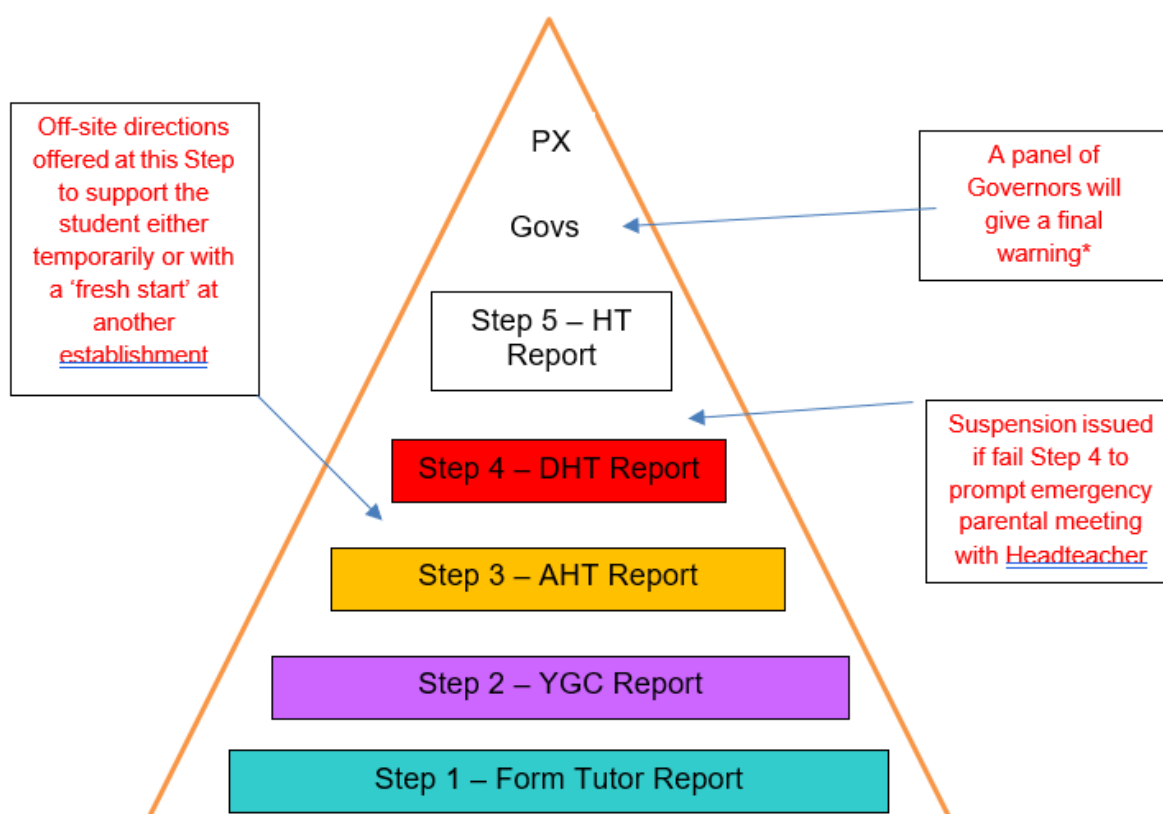 PX
Govs
Step 5 – HT
Report
Step 4 – DHT Report
Step 3 – AHT Report
Step 2 – YGC Report
Step 1 – Form Tutor Report
Off-site directions
offered at this Step
to support the
student either
temporarily or with
a ‘fresh start’ at
another
establishment
A panel of
Governors will
give a final
warning*
Suspension issued
if fail Step 4 to
prompt emergency
parental meeting
with Headteacher